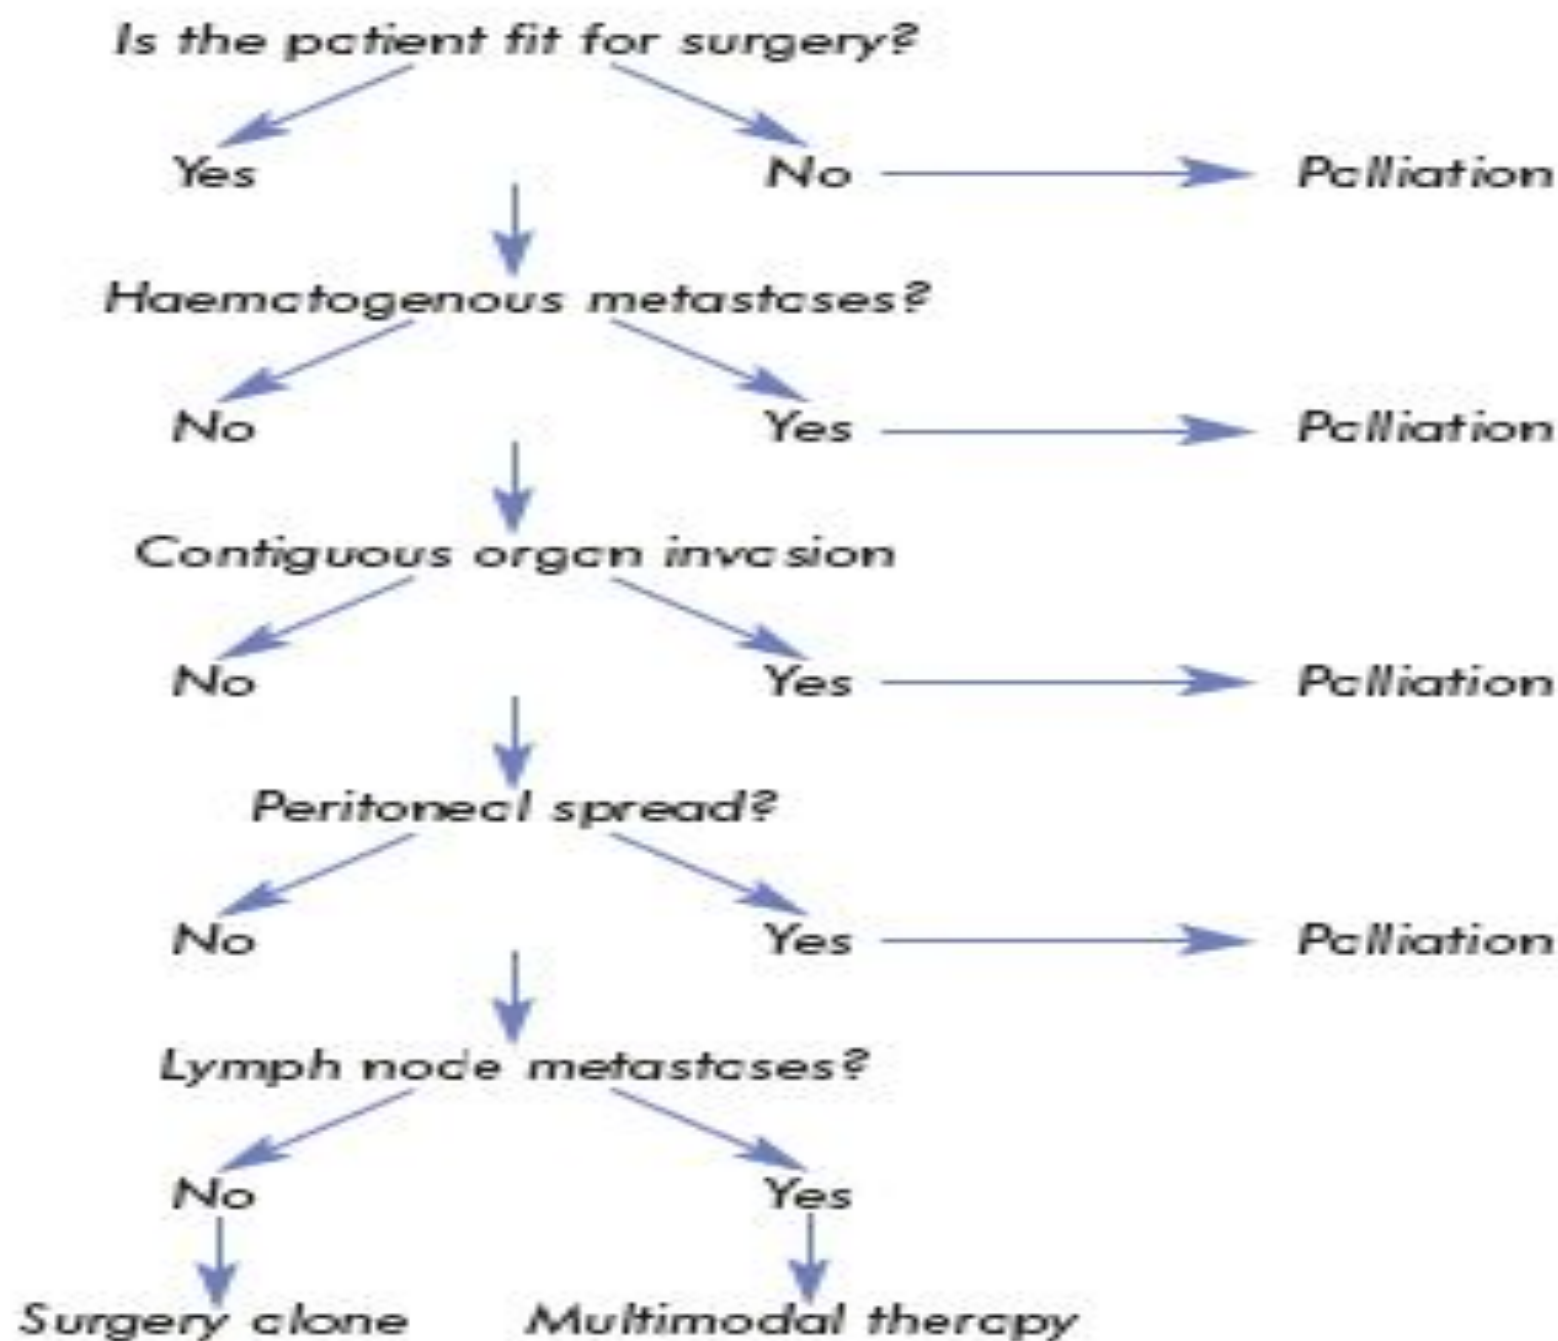 Is the patient fit for surgery?
Yes No Palliation
Haematogenous metastases?
No Yes Palliation
Contiguous organ invasion
No Yes Palliation
Peritoneal spread?
No Yes Palliation
Lymph node metastases?
No Yes
Surgery alone Multimodal therapy